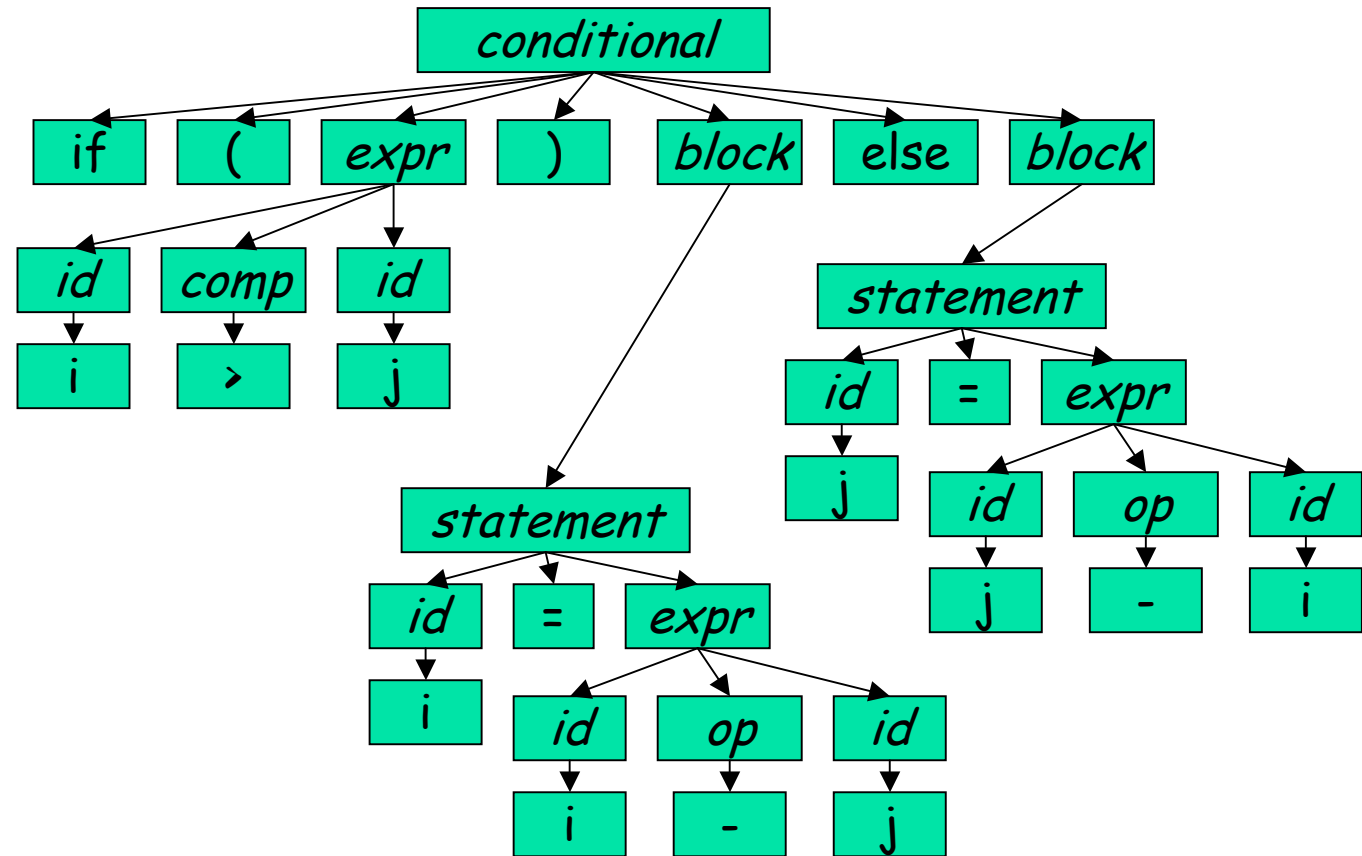 conditional
if ( expr ) block else block
id comp id
statement
i > j
id = expr
j
id op id
statement
j - i
id = expr
i
id op id
i - j